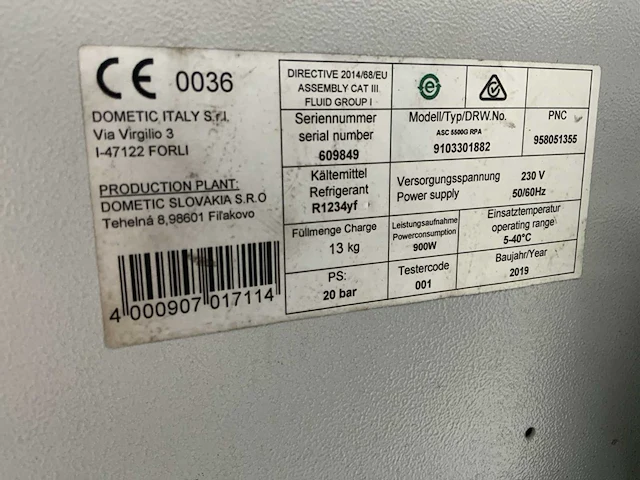 CE 0036
DOMETIC ITALY S.r.l.
Via Virgilio 3
I-47122 FORLI
PRODUCTION PLANT:
DOMETIC SLOVAKIA S.R.O
Tehelná 8,98601 Fiľakovo
4 000907 017114
DIRECTIVE 2014/68/EU
ASSEMBLY CAT III
FLUID GROUP I
Seriennummer
serial number
609849
Modell/Typ/DRW.No.
ASC 5500G RPA
9103301882
PNC
958051355
Kältemittel
Refrigerant
R1234yf
Versorgungsspannung 230 V
Power supply 50/60Hz
Füllmenge Charge
13 kg
Leistungsaufnahme
Powerconsumption
900W
Einsatztemperatur
operating range
5-40°C
PS:
20 bar
Testercode
001
Baujahr/Year
2019